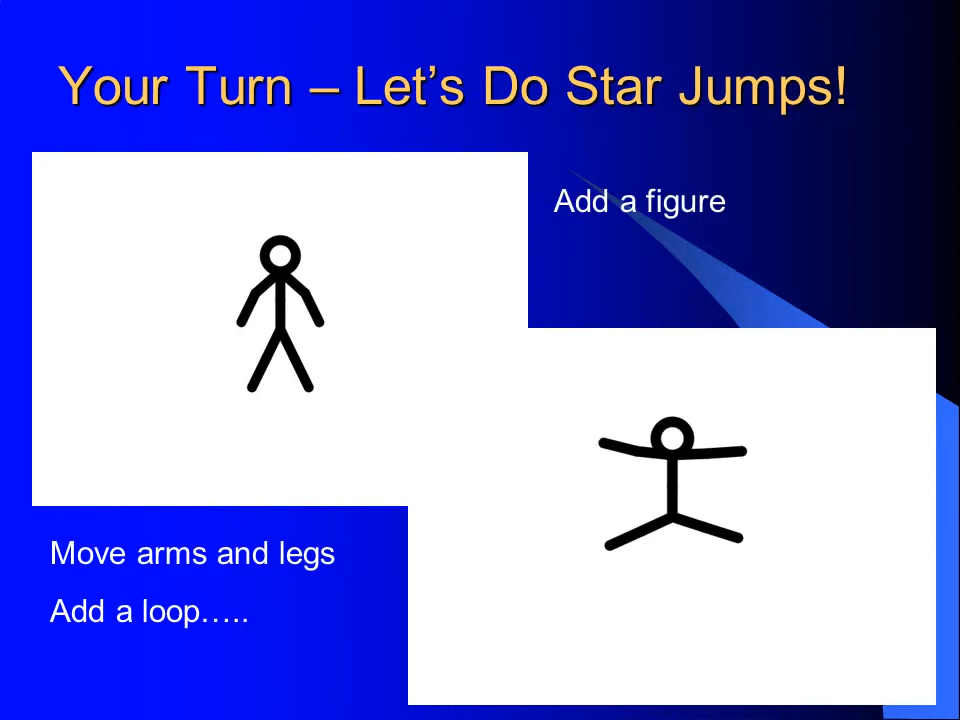 Your Turn – Let’s Do Star Jumps!
Add a figure
Move arms and legs
Add a loop…..